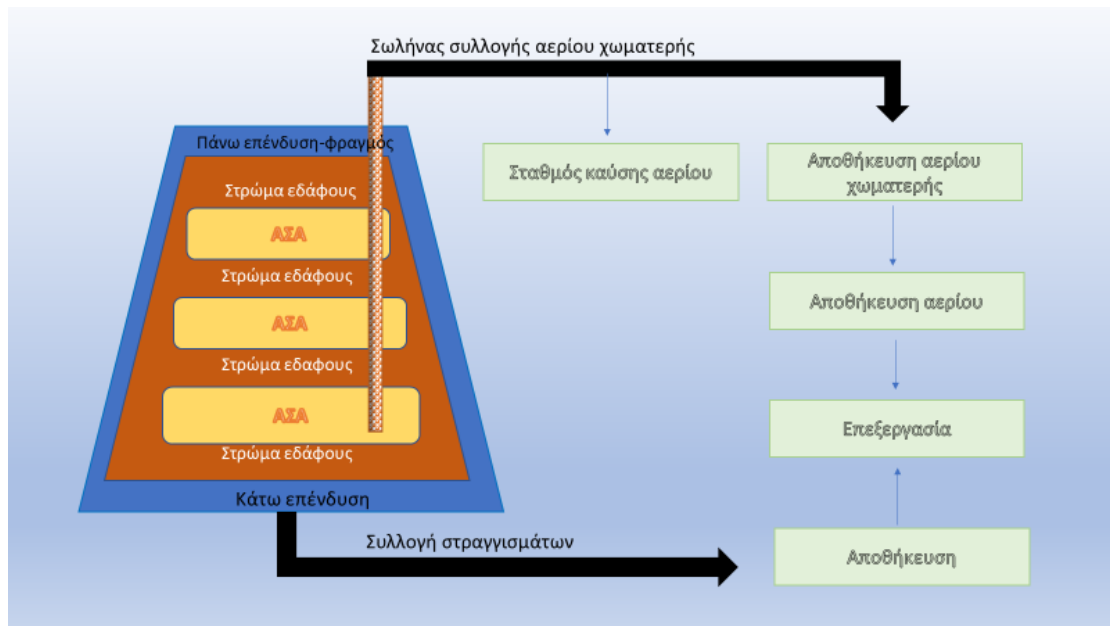 Σωλήνας συλλογής αερίου χωματερής
Πάνω επένδυση-φραγμός
Στρώμα εδάφους
ΑΣΑ
Στρώμα εδάφους
ΑΣΑ
Στρώμα εδαφους
ΑΣΑ
Στρώμα εδάφους
Κάτω επένδυση
Συλλογή στραγγισμάτων
Σταθμός καύσης αερίου
Αποθήκευση αερίου
χωματερής
Αποθήκευση αερίου
Επεξεργασία
Αποθήκευση